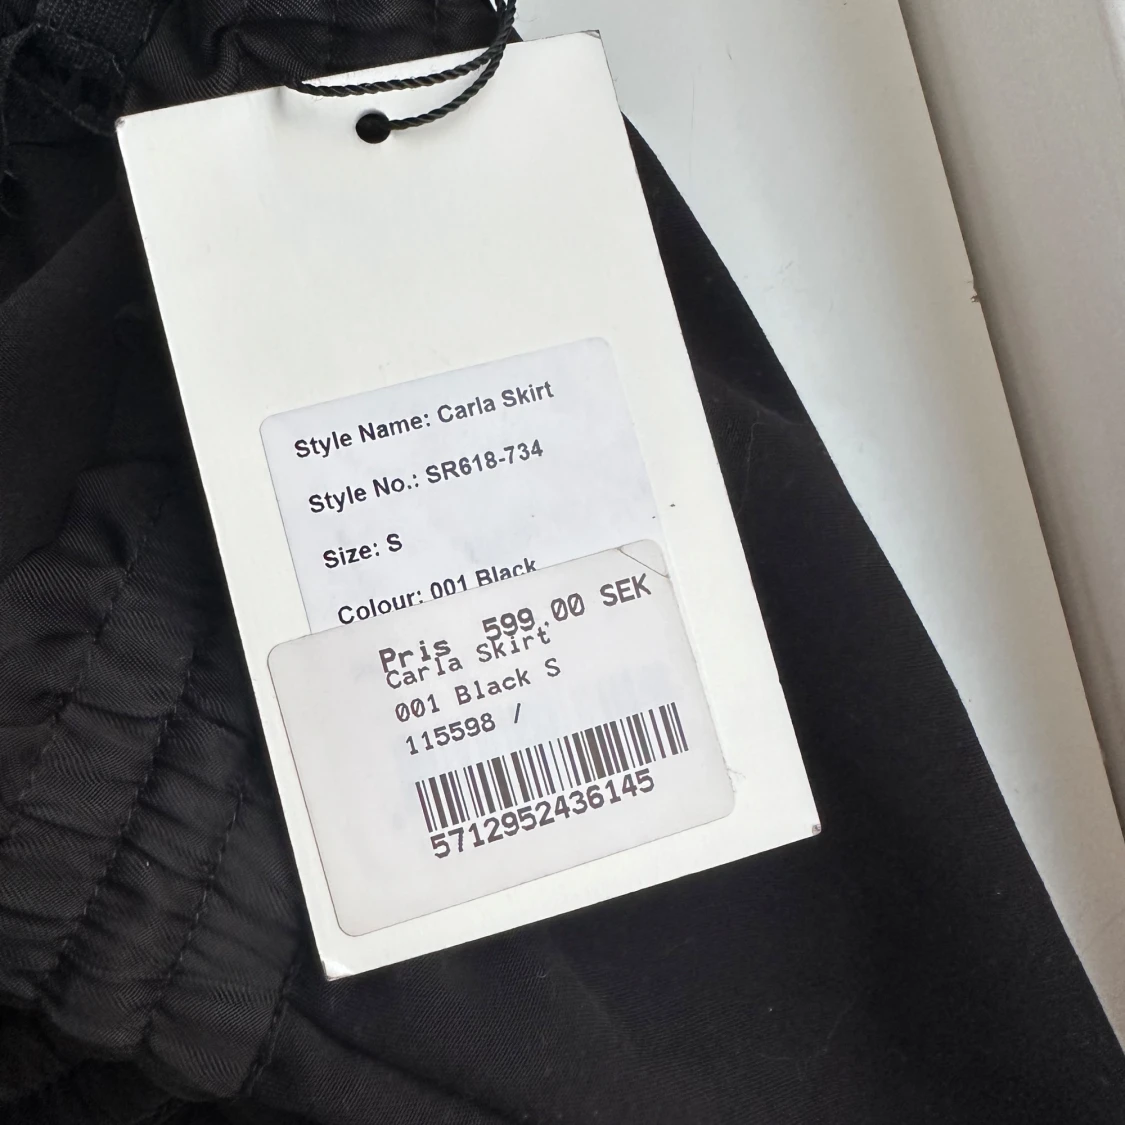 Style Name: Carla Skirt
Style No.: SR618-734
Size: S
Colour: 001 Black
Pris 599.00 SEK
Carla Skirt
001 Black S
115598 /
5712952436145